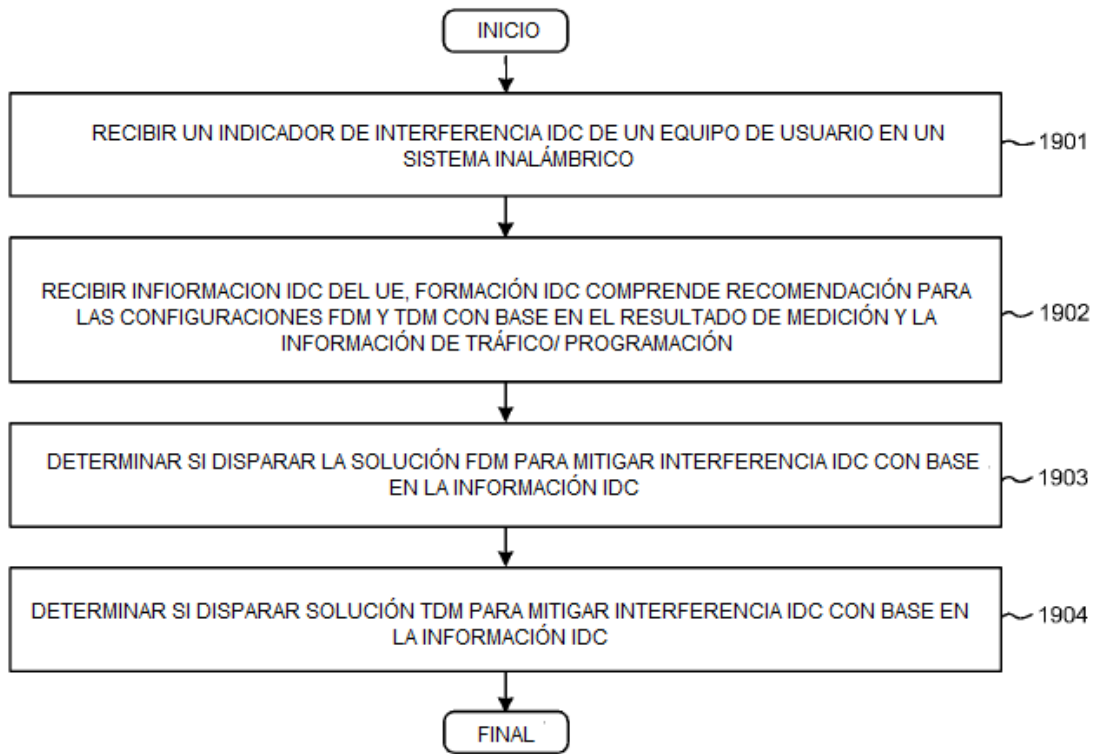 INICIO
RECIBIR UN INDICADOR DE INTERFERENCIA IDC DE UN EQUIPO DE USUARIO EN UN
SISTEMA INALÁMBRICO
1901
RECIBIR INFIORMACION IDC DEL UE, FORMACIÓN IDC COMPRENDE RECOMENDACIÓN PARA
LAS CONFIGURACIONES FDM Y TDM CON BASE EN EL RESULTADO DE MEDICIÓN Y LA
INFORMACIÓN DE TRÁFICO/ PROGRAMACIÓN
1902
DETERMINAR SI DISPARAR LA SOLUCIÓN FDM PARA MITIGAR INTERFERENCIA IDC CON BASE
EN LA INFORMACIÓN IDC
1903
DETERMINAR SI DISPARAR SOLUCIÓN TDM PARA MITIGAR INTERFERENCIA IDC CON BASE EN
LA INFORMACIÓN IDC
1904
FINAL